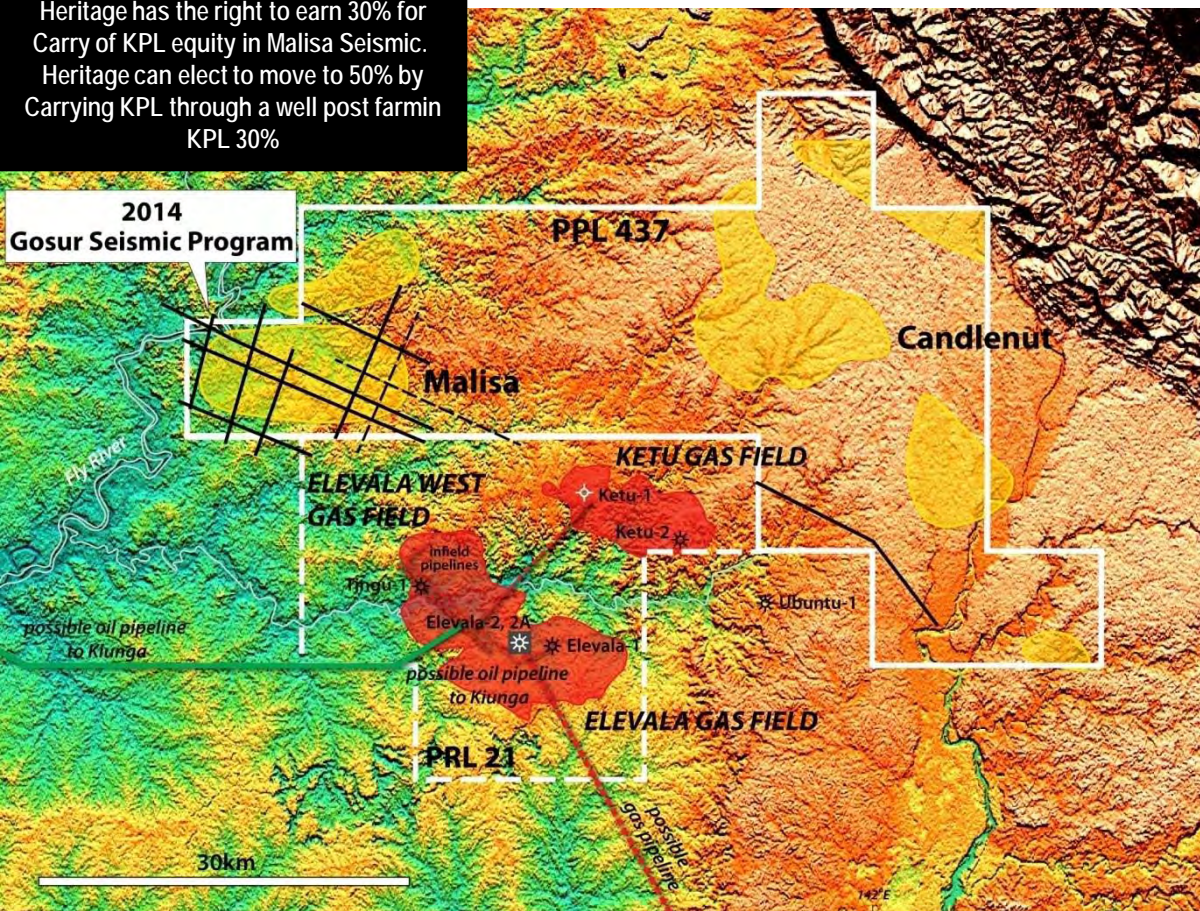 Heritage has the right to earn 30% for
Carry of KPL equity in Malisa Seismic.
Heritage can elect to move to 50% by
Carrying KPL through a well post farmin
KPL 30%
2014
Gosur Seismic Program
PPL 437
Candlenut
Malisa
Fly River
KETU GAS FIELD
ELEVALA WEST
GAS FIELD
Ketu-1
Ketu-2
Infield
pipelines
Tingu-1
Ubuntu-1
Elevala-2, 2A
Elevala-1
possible oil pipeline
to Kiunga
possible oil pipeline
to Kiunga
ELEVALA GAS FIELD
PRL 21
possible
gas pipeline
30km
142°E